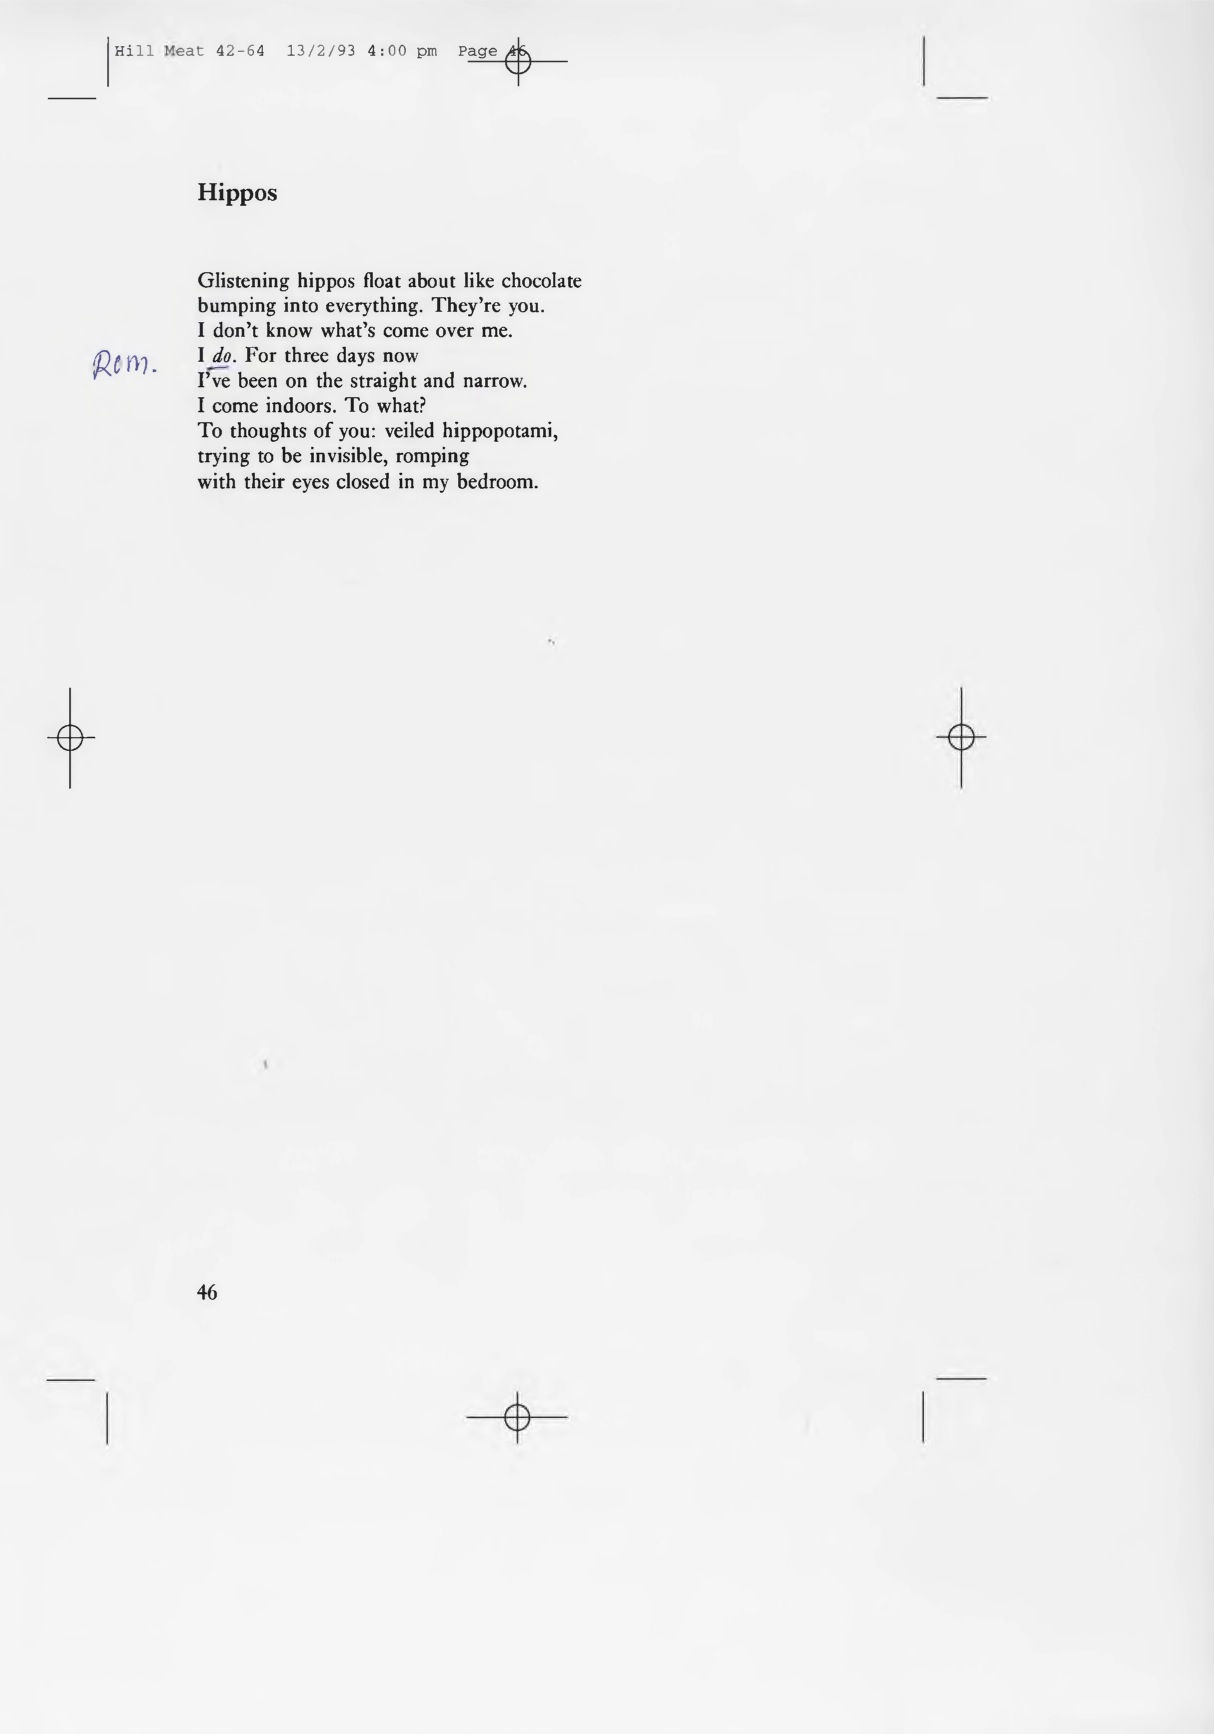 Hill Meat 42-64 13/2/93 4:00 pm Page 46
Hippos
Glistening hippos float about like chocolate
bumping into everything. They're you.
I don't know what's come over me.
Rom. I do. For three days now
I've been on the straight and narrow.
I come indoors. To what?
To thoughts of you: veiled hippopotami,
trying to be invisible, romping
with their eyes closed in my bedroom.
46